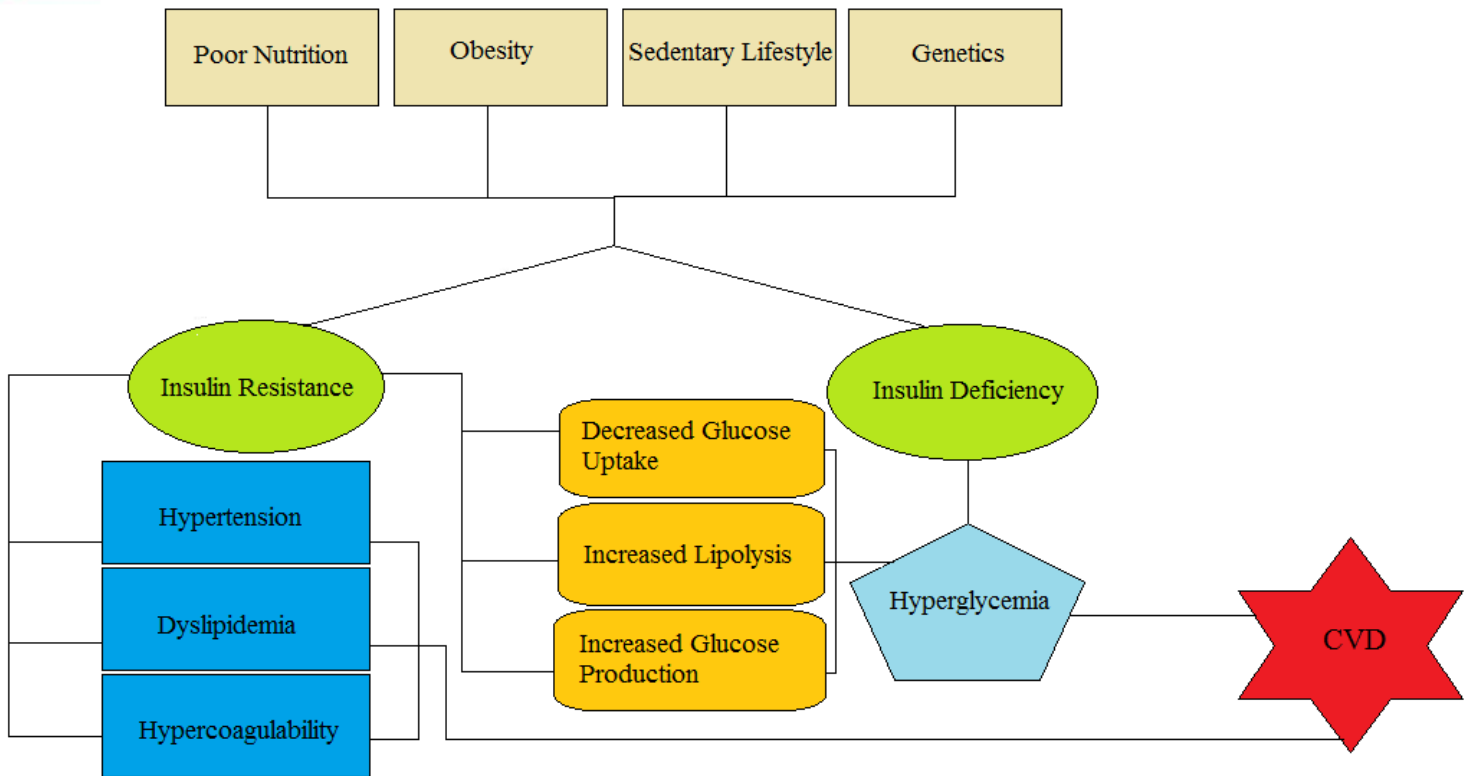 Poor Nutrition
Obesity
Sedentary Lifestyle
Genetics
Insulin Resistance
Insulin Deficiency
Decreased Glucose
Uptake
Hypertension
Increased Lipolysis
Hyperglycemia
Dyslipidemia
Increased Glucose
Production
CVD
Hypercoagulability